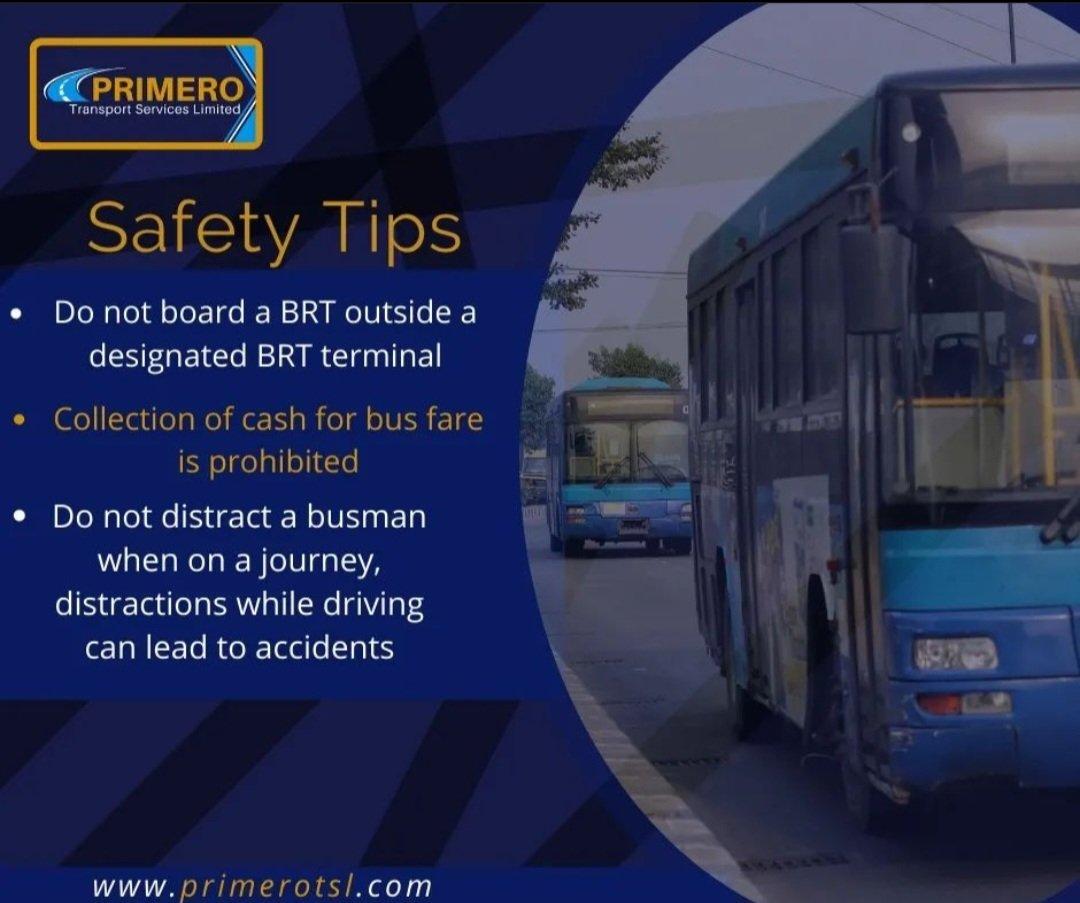 PRIMERO
Transport Services Limited
Safety Tips
• Do not board a BRT outside a
designated BRT terminal
• Collection of cash for bus fare
is prohibited
• Do not distract a busman
when on a journey,
distractions while driving
can lead to accidents
www.primerotsl.com